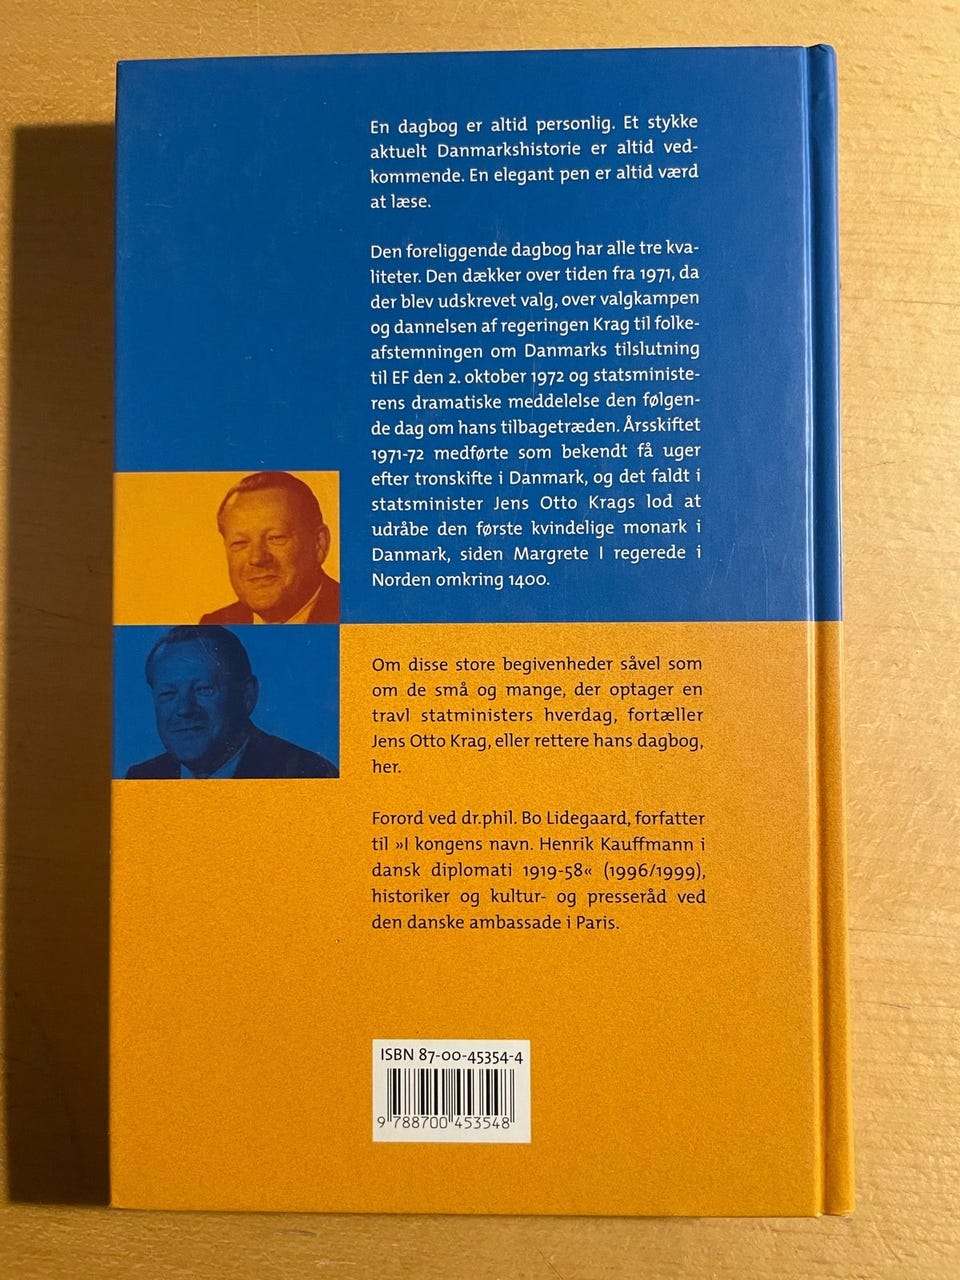 En dagbog er altid personlig. Et stykke
aktuelt Danmarkshistorie er altid ved-
kommende. En elegant pen er altid værd
at læse.
Den foreliggende dagbog har alle tre kva-
liteter. Den dækker over tiden fra 1971, da
der blev udskrevet valg, over valgkampen
og dannelsen af regeringen Krag til folke-
afstemningen om Danmarks tilslutning
til EF den 2. oktober 1972 og statsministe-
rens dramatiske meddelelse den følgen-
de dag om hans tilbagetræden. Årsskiftet
1971-72 medførte som bekendt få uger
efter tronskifte i Danmark, og det faldt i
statsminister Jens Otto Krags lod at
udråbe den første kvindelige monark i
Danmark, siden Margrete I regerede i
Norden omkring 1400.
Om disse store begivenheder såvel som
om de små og mange, der optager en
travl statministers hverdag, fortæller
Jens Otto Krag, eller rettere hans dagbog,
her.
Forord ved dr.phil. Bo Lidegaard, forfatter
til »I kongens navn. Henrik Kauffmann i
dansk diplomati 1919-58« (1996/1999),
historiker og kultur- og presseråd ved
den danske ambassade i Paris.
ISBN 87-00-45354-4
9 788700 453548